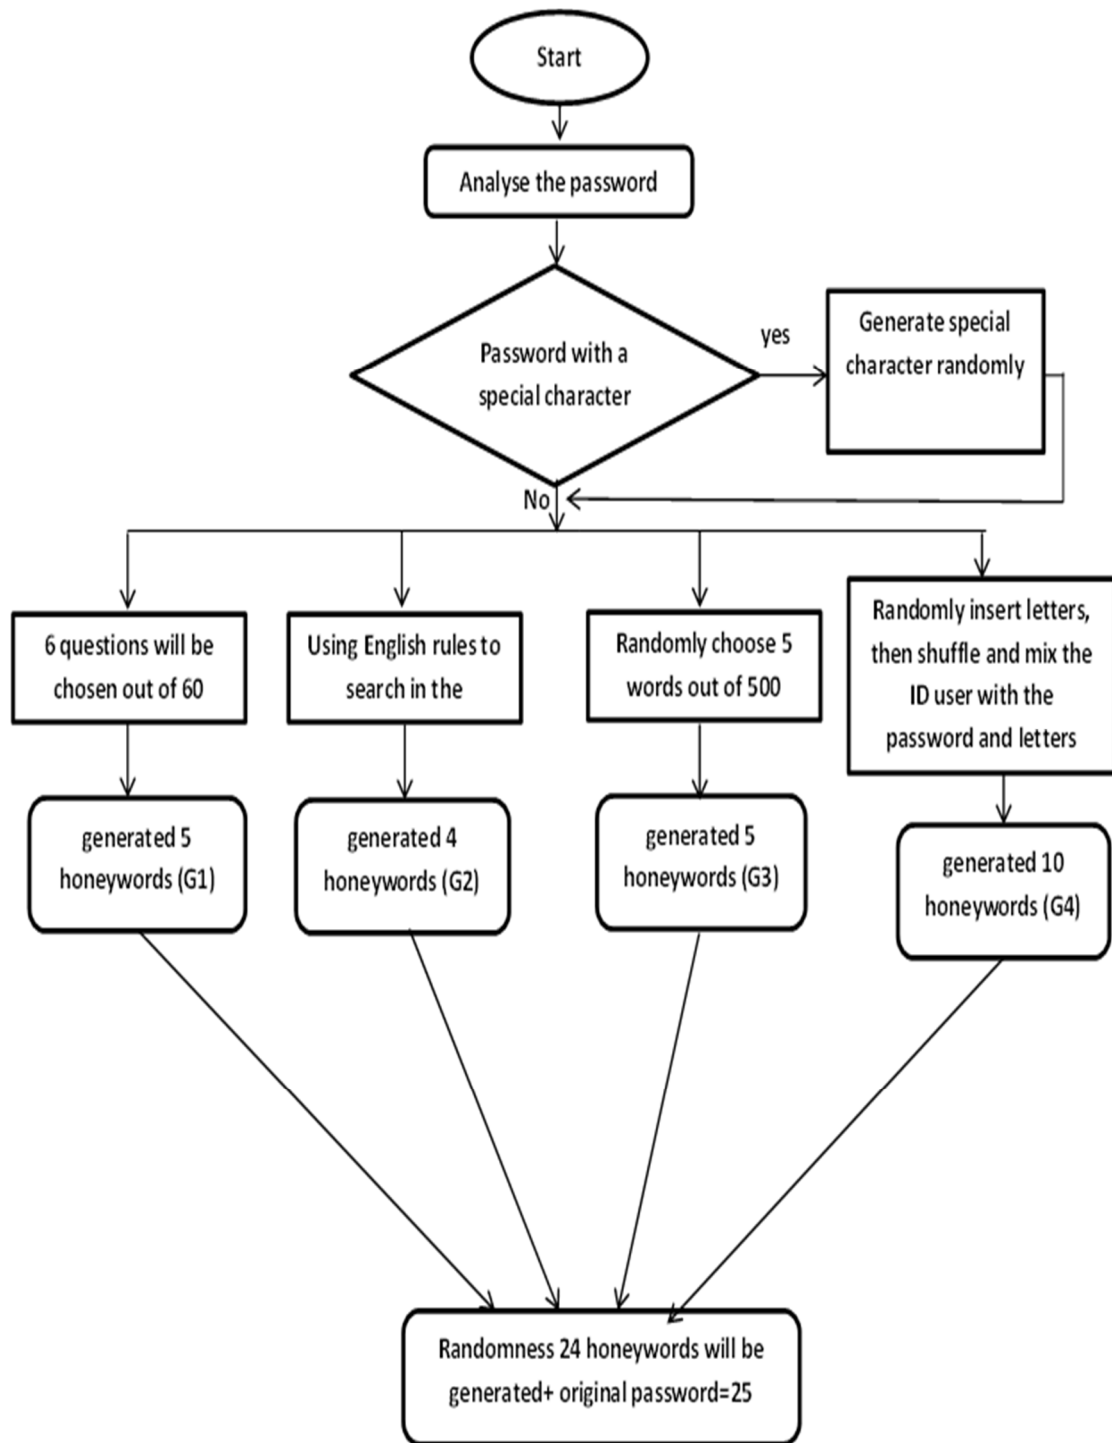 Start
Analyse the password
Password with a
special character
yes
Generate special
character randomly
No
6 questions will be
chosen out of 60
Using English rules to
search in the
Randomly choose 5
words out of 500
Randomly insert letters,
then shuffle and mix the
ID user with the
password and letters
generated 5
honeywords (G1)
generated 4
honeywords (G2)
generated 5
honeywords (G3)
generated 10
honeywords (G4)
Randomness 24 honeywords will be
generated+ original password=25